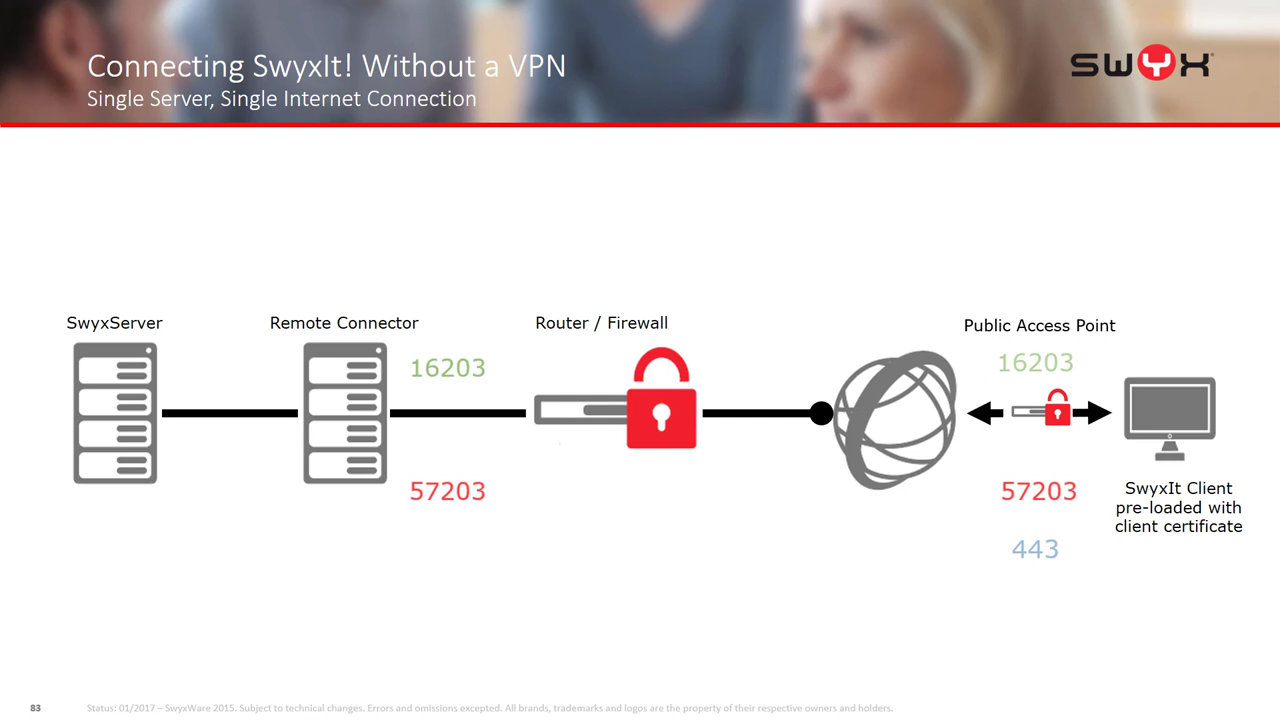 Connecting SwyxIt! Without a VPN
Single Server, Single Internet Connection
SWYX
SwyxServer
Remote Connector
Router / Firewall
Public Access Point
16203
16203
57203
57203
443
SwyxIt Client
pre-loaded with
client certificate
83
Status: 01/2017 – SwyxWare 2015. Subject to technical changes. Errors and omissions excepted. All brands, trademarks and logos are the property of their respective owners and holders.